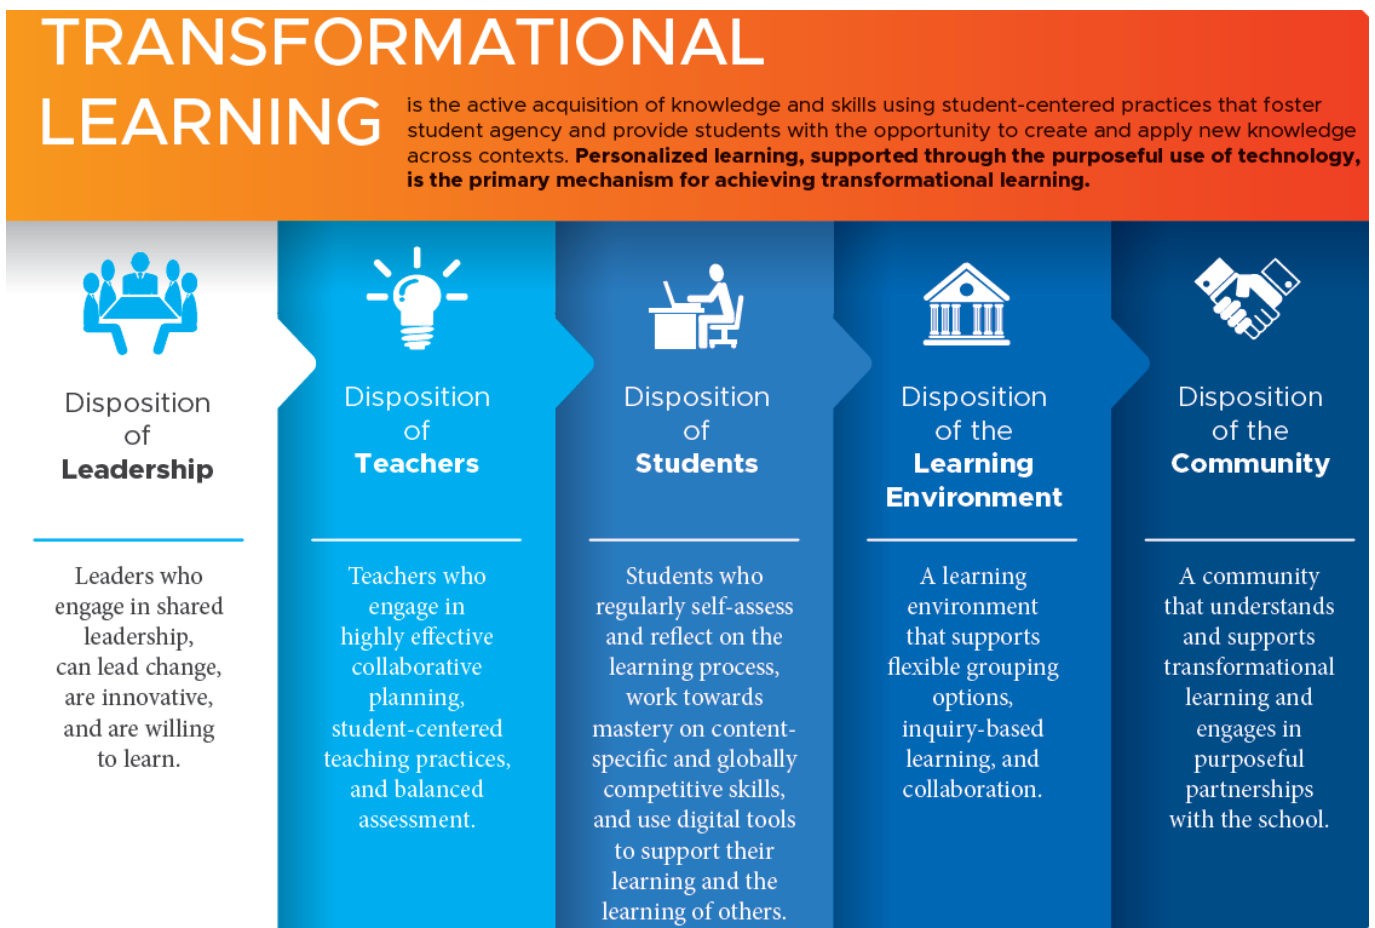 TRANSFORMATIONAL
LEARNING
is the active acquisition of knowledge and skills using student-centered practices that foster
student agency and provide students with the opportunity to create and apply new knowledge
across contexts. Personalized learning, supported through the purposeful use of technology,
is the primary mechanism for achieving transformational learning.
Disposition
of
Leadership
Leaders who
engage in shared
leadership,
can lead change,
are innovative,
and are willing
to learn.
Disposition
of
Teachers
Teachers who
engage in
highly effective
collaborative
planning,
student-centered
teaching practices,
and balanced
assessment.
Disposition
of
Students
Students who
regularly self-assess
and reflect on the
learning process,
work towards
mastery on content-
specific and globally
competitive skills,
and use digital tools
to support their
learning and the
learning of others.
Disposition
of the
Learning
Environment
A learning
environment
that supports
flexible grouping
options,
inquiry-based
learning, and
collaboration.
Disposition
of the
Community
A community
that understands
and supports
transformational
learning and
engages in
purposeful
partnerships
with the school.